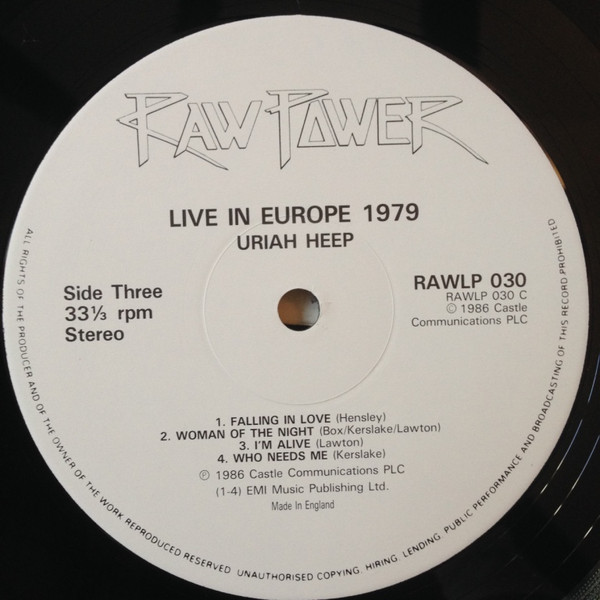 RAW POWER
LIVE IN EUROPE 1979
URIAH HEEP
Side Three
33⅓ rpm
Stereo
RAWLP 030
RAWLP 030 C
© 1986 Castle
Communications PLC
1. FALLING IN LOVE (Hensley)
2. WOMAN OF THE NIGHT (Box/Kerslake/Lawton)
3. I'M ALIVE (Lawton)
4. WHO NEEDS ME (Kerslake)
℗ 1986 Castle Communications PLC
(1-4) EMI Music Publishing Ltd.
Made In England
ALL RIGHTS OF THE PRODUCER AND OF THE OWNER OF THE WORK REPRODUCED RESERVED. UNAUTHORISED COPYING, HIRING, LENDING, PUBLIC PERFORMANCE AND BROADCASTING OF THIS RECORD PROHIBITED